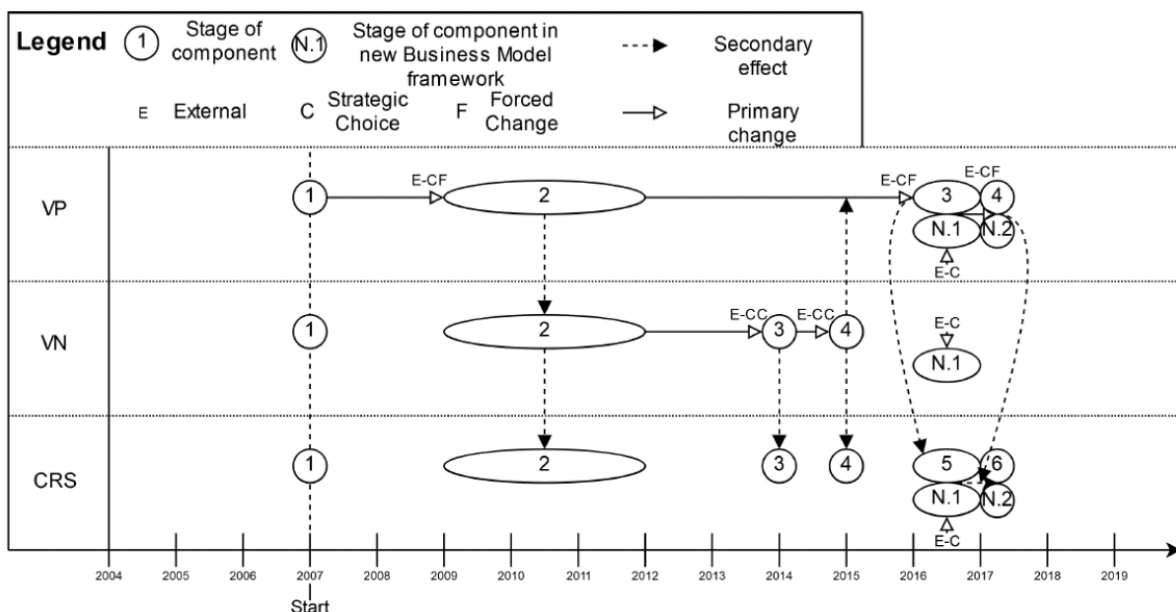 Legend
1
Stage of
component
N.1
Stage of component in
new Business Model
framework
Secondary
effect
E
External
C
Strategic
Choice
F
Forced
Change
Primary
change
VP
1
E-CF
2
E-CF
3
E-CF
4
N.1
N.2
E-C
VN
1
2
E-CC
3
E-CC
4
E-C
N.1
CRS
1
2
3
4
5
6
N.1
N.2
E-C
2004
2005
2006
2007
2008
2009
2010
2011
2012
2013
2014
2015
2016
2017
2018
2019
Start